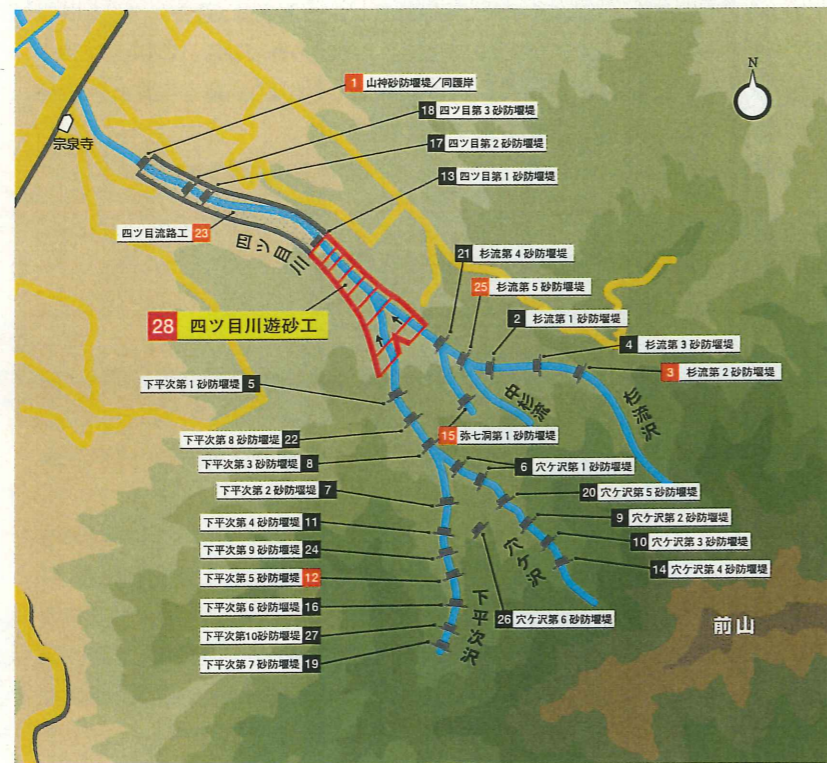 N
1 山神砂防堰堤／同護岸
18 四ツ目第3砂防堰堤
宗泉寺
17 四ツ目第2砂防堰堤
13 四ツ目第1砂防堰堤
四ツ目流路工 23
四ツ目川
21 杉流第4砂防堰堤
25 杉流第5砂防堰堤
2 杉流第1砂防堰堤
28 四ツ目川遊砂工
4 杉流第3砂防堰堤
3 杉流第2砂防堰堤
下平次第1砂防堰堤 5
中杉流
杉流沢
15 弥七洞第1砂防堰堤
下平次第8砂防堰堤 22
下平次第3砂防堰堤 8
6 穴ケ沢第1砂防堰堤
下平次第2砂防堰堤 7
20 穴ケ沢第5砂防堰堤
9 穴ケ沢第2砂防堰堤
下平次第4砂防堰堤 11
10 穴ケ沢第3砂防堰堤
穴ケ沢
下平次第9砂防堰堤 24
14 穴ケ沢第4砂防堰堤
下平次第5砂防堰堤 12
下平次沢
下平次第6砂防堰堤 16
26 穴ケ沢第6砂防堰堤
前山
下平次第10砂防堰堤 27
下平次第7砂防堰堤 19